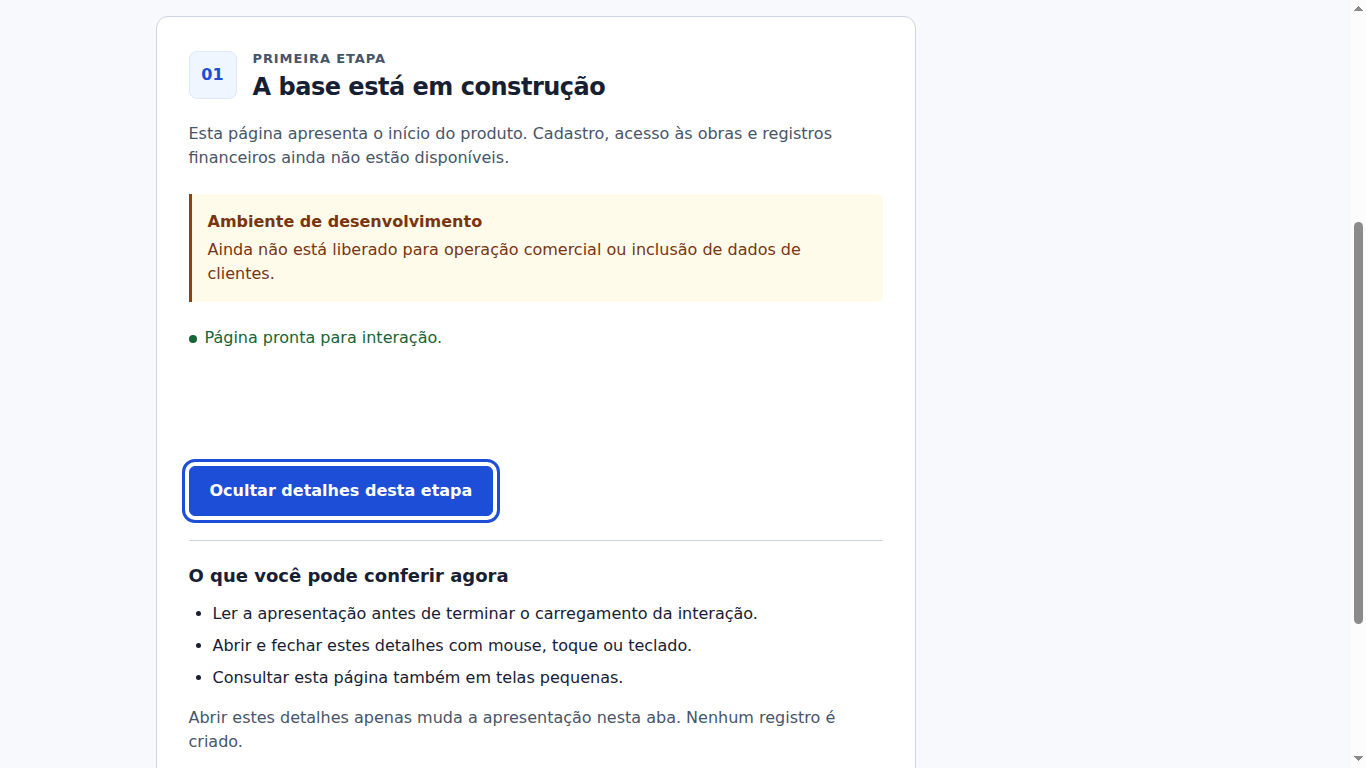 01
PRIMEIRA ETAPA
A base está em construção
Esta página apresenta o início do produto. Cadastro, acesso às obras e registros
financeiros ainda não estão disponíveis.
Ambiente de desenvolvimento
Ainda não está liberado para operação comercial ou inclusão de dados de
clientes.
Página pronta para interação.
Ocultar detalhes desta etapa
O que você pode conferir agora
• Ler a apresentação antes de terminar o carregamento da interação.
• Abrir e fechar estes detalhes com mouse, toque ou teclado.
• Consultar esta página também em telas pequenas.
Abrir estes detalhes apenas muda a apresentação nesta aba. Nenhum registro é
criado.